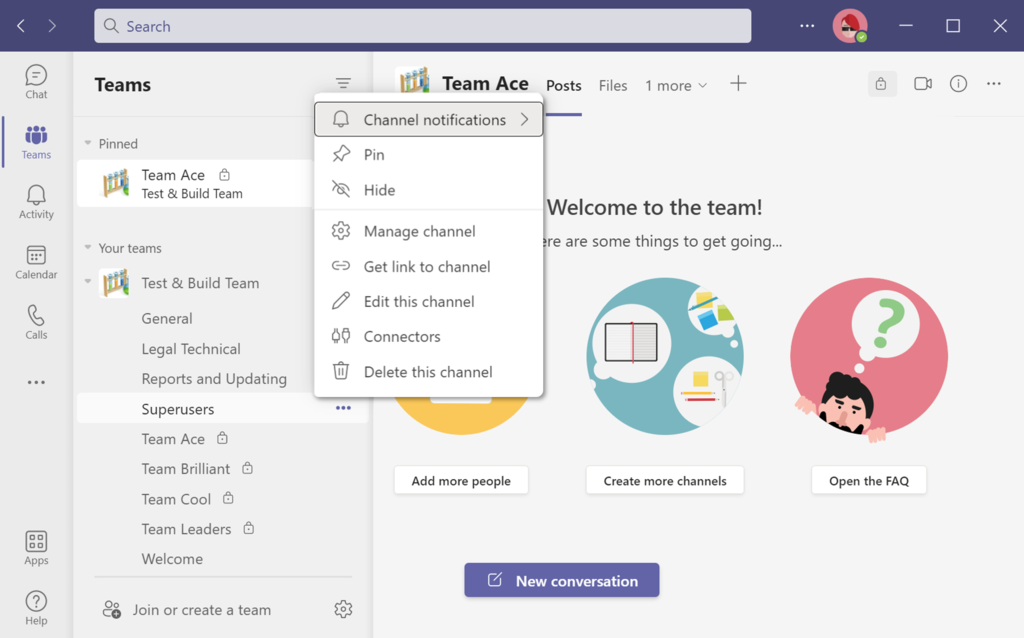 Search
Chat
Teams
Activity
Calendar
Calls
Apps
Help
Teams
Pinned
Team Ace
Test & Build Team
Your teams
Test & Build Team
General
Legal Technical
Reports and Updating
Superusers
Team Ace
Team Brilliant
Team Cool
Team Leaders
Welcome
Join or create a team
Channel notifications
Pin
Hide
Manage channel
Get link to channel
Edit this channel
Connectors
Delete this channel
Team Ace
Posts
Files
1 more
Welcome to the team!
ere are some things to get going...
Add more people
Create more channels
Open the FAQ
New conversation